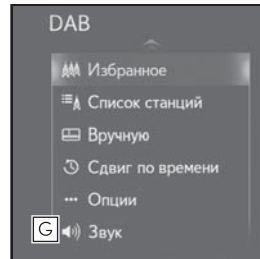 DAB
Избранное
Список станций
Вручную
Сдвиг по времени
Опции
G Звук